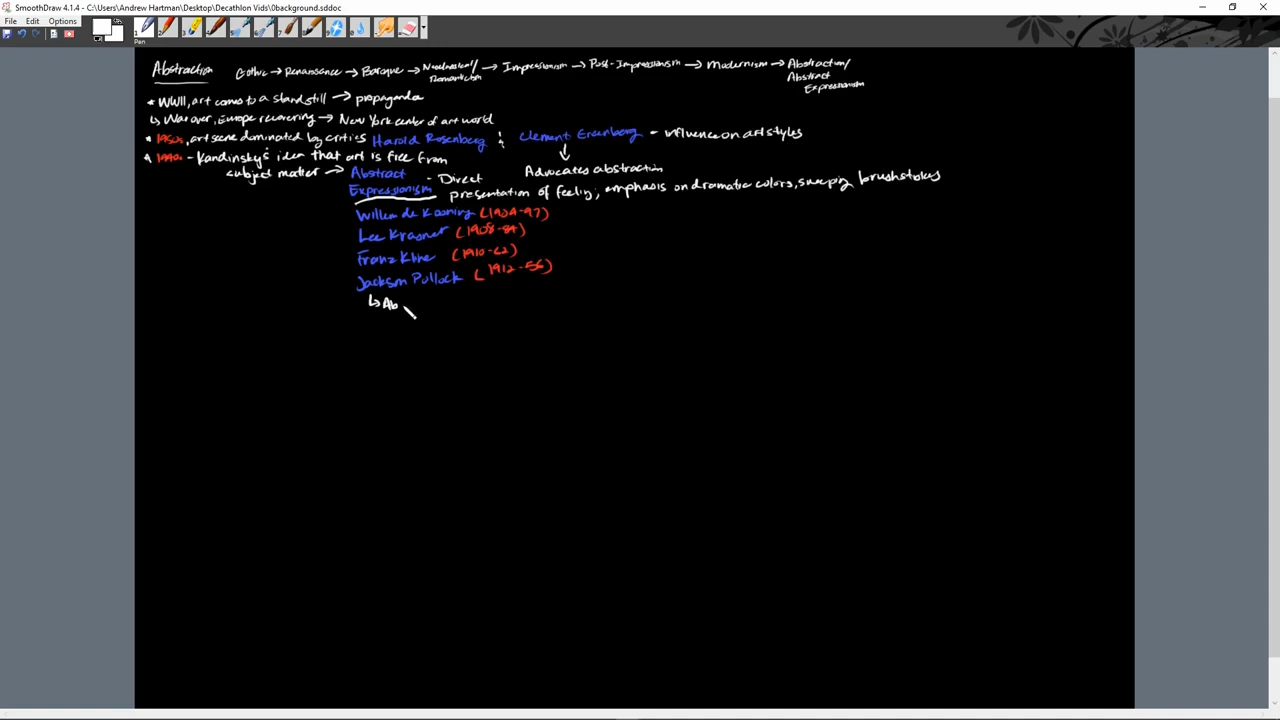 SmoothDraw 4.1.4 - C:\Users\Andrew Hartman\Desktop\Decathlon Vids\0background.sddoc
File Edit Options
Pen
Abstraction Gothic → Renaissance → Baroque → Neoclassical/ Romanticism → Impressionism → Post-Impressionism → Modernism → Abstraction/ Abstract Expressionism
* WWII, art comes to a standstill → propaganda
↳ War over, Europe recovering → New York center of art world
* 1950s, art scene dominated by critics Harold Rosenberg & Clement Greenberg - influence on art styles
* 1940s - Kandinsky's idea that art is free from
Advocates abstraction
subject matter → Abstract
Expressionism - Direct
presentation of feeling, emphasis on dramatic colors, sweeping brushstrokes
Willem de Kooning (1904-97)
Lee Krasner (1908-84)
Franz Kline (1910-62)
Jackson Pollock (1912-56)
↳ Ab